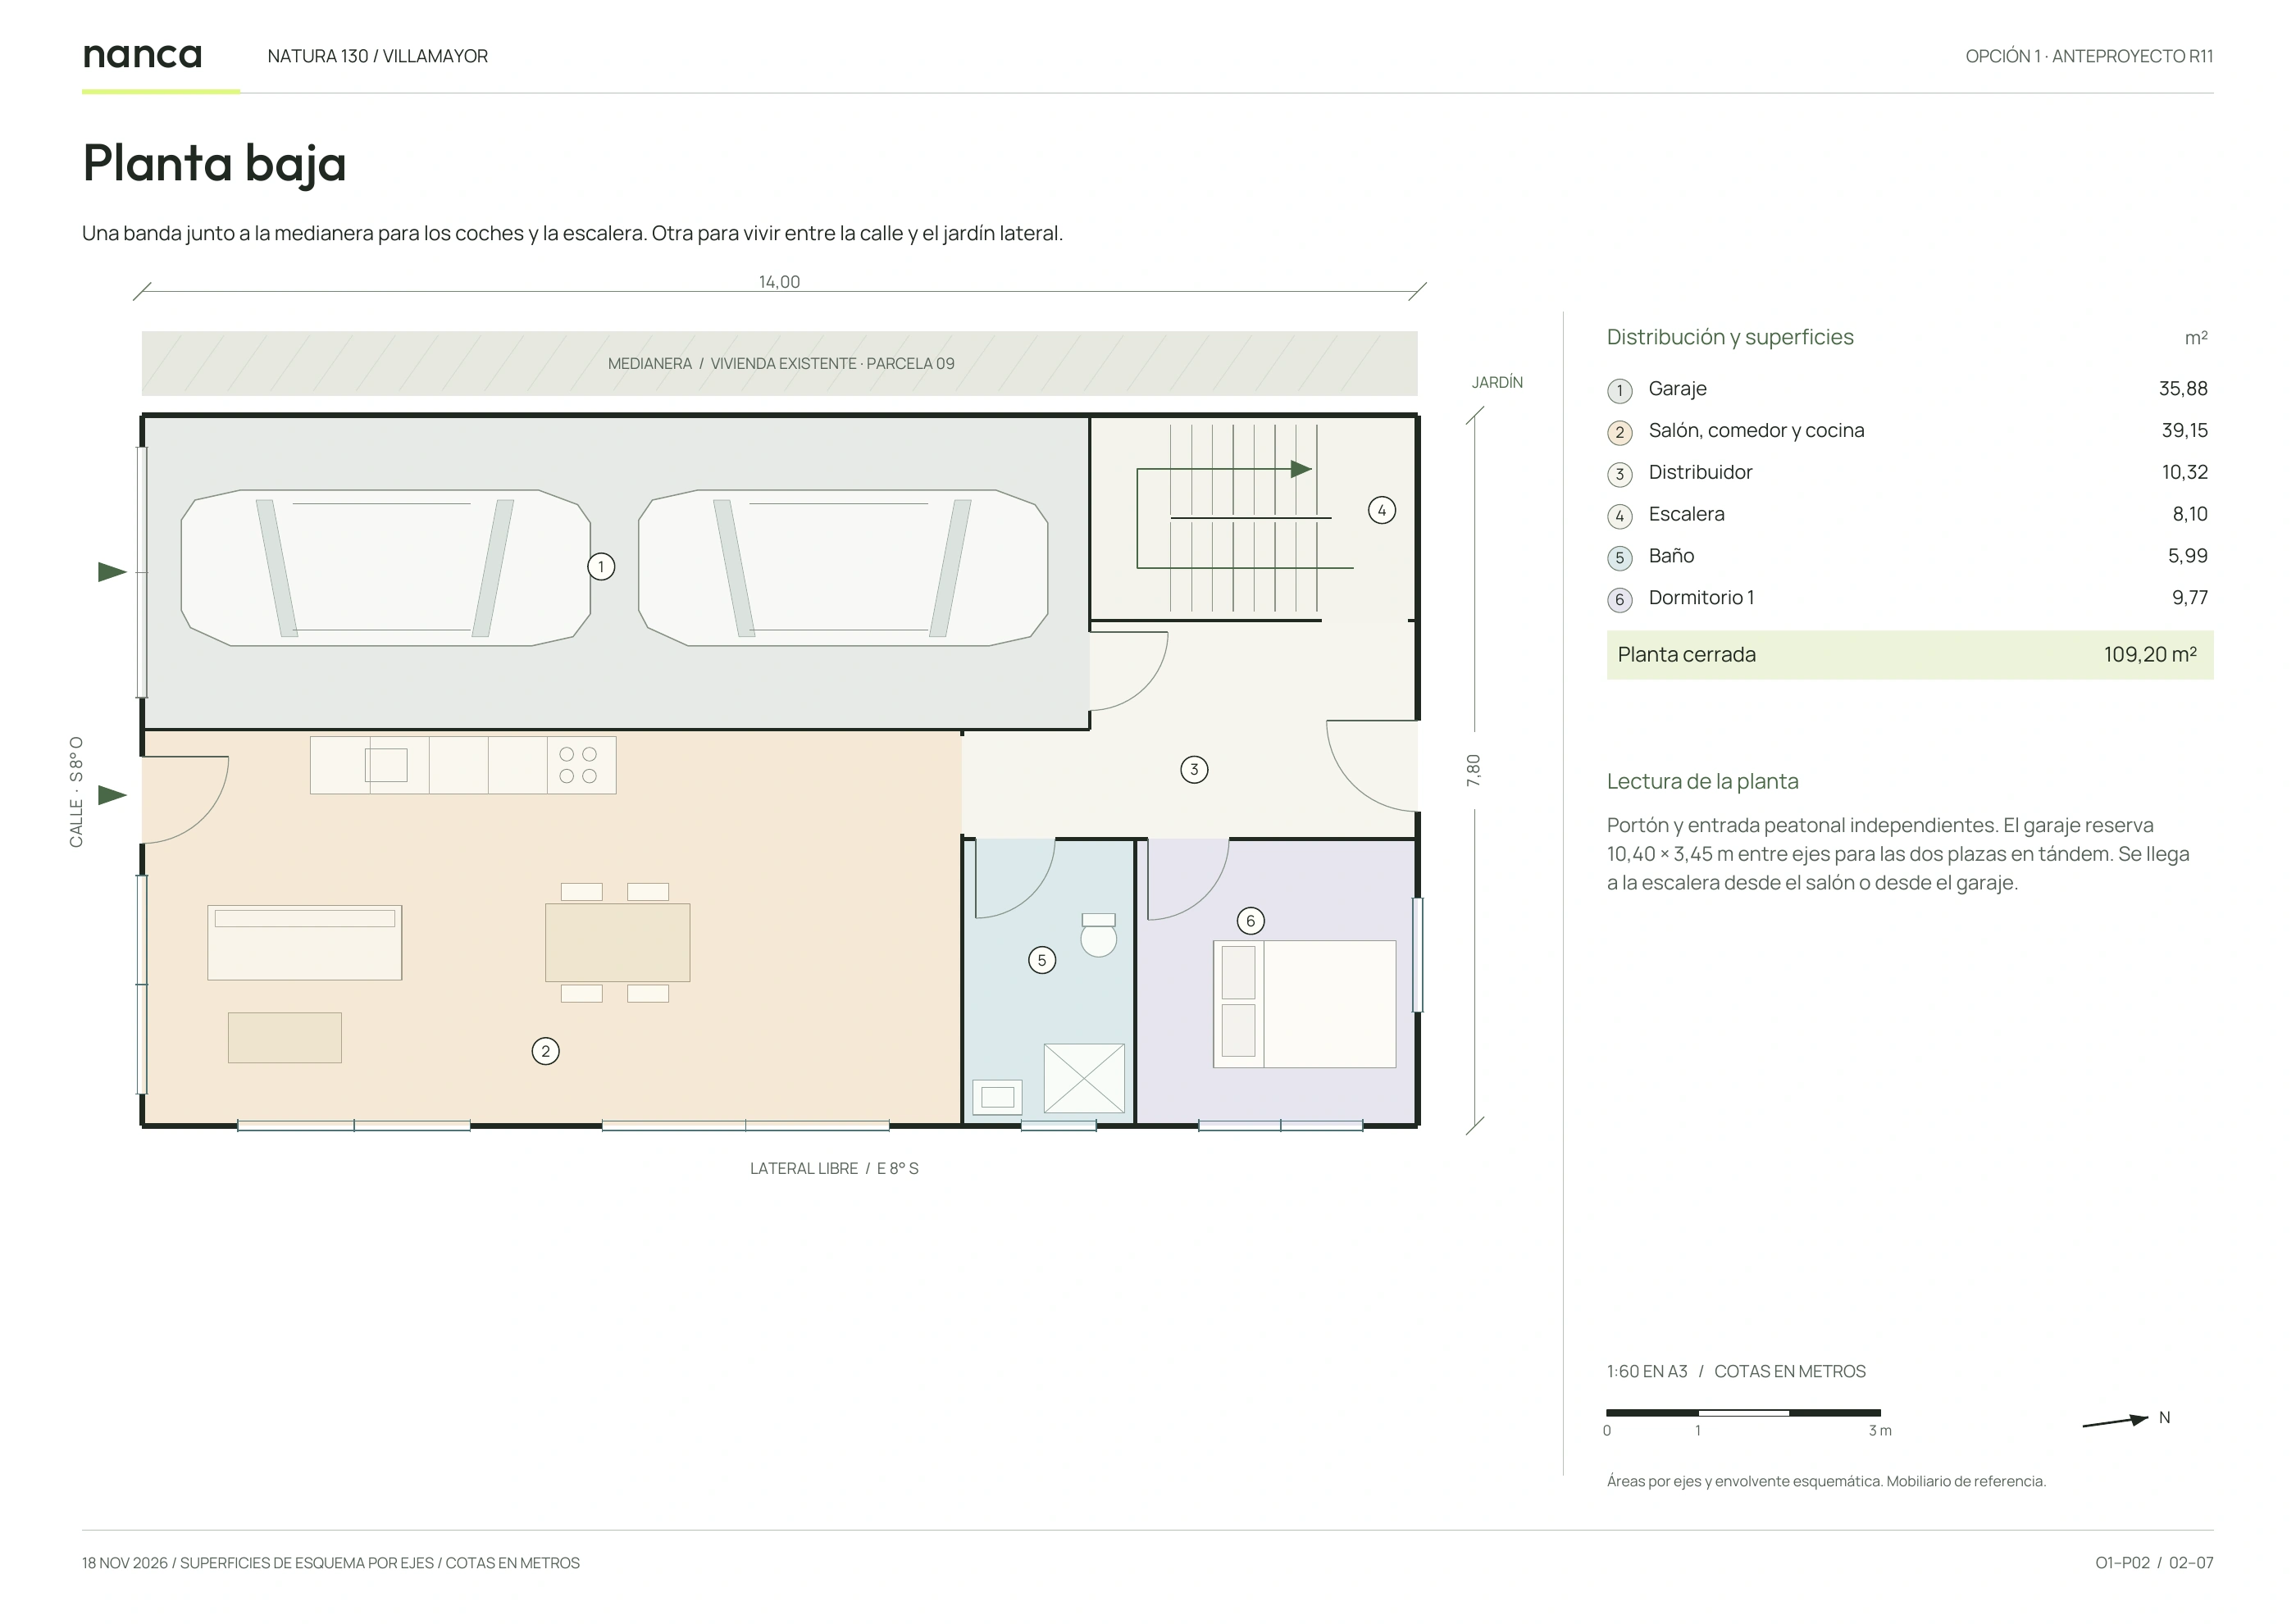 nanca
NATURA 130 / VILLAMAYOR
OPCIÓN 1 · ANTEPROYECTO R11
Planta baja
Una banda junto a la medianera para los coches y la escalera. Otra para vivir entre la calle y el jardín lateral.
14,00
MEDIANERA / VIVIENDA EXISTENTE · PARCELA 09
JARDÍN
1
4
3
5
6
2
7,80
CALLE · S 8° O
LATERAL LIBRE / E 8° S
Distribución y superficies m²
1 Garaje 35,88
2 Salón, comedor y cocina 39,15
3 Distribuidor 10,32
4 Escalera 8,10
5 Baño 5,99
6 Dormitorio 1 9,77
Planta cerrada 109,20 m²
Lectura de la planta
Portón y entrada peatonal independientes. El garaje reserva
10,40 × 3,45 m entre ejes para las dos plazas en tándem. Se llega
a la escalera desde el salón o desde el garaje.
1:60 EN A3 / COTAS EN METROS
0 1 3 m
N
Áreas por ejes y envolvente esquemática. Mobiliario de referencia.
18 NOV 2026 / SUPERFICIES DE ESQUEMA POR EJES / COTAS EN METROS
O1-P02 / 02-07